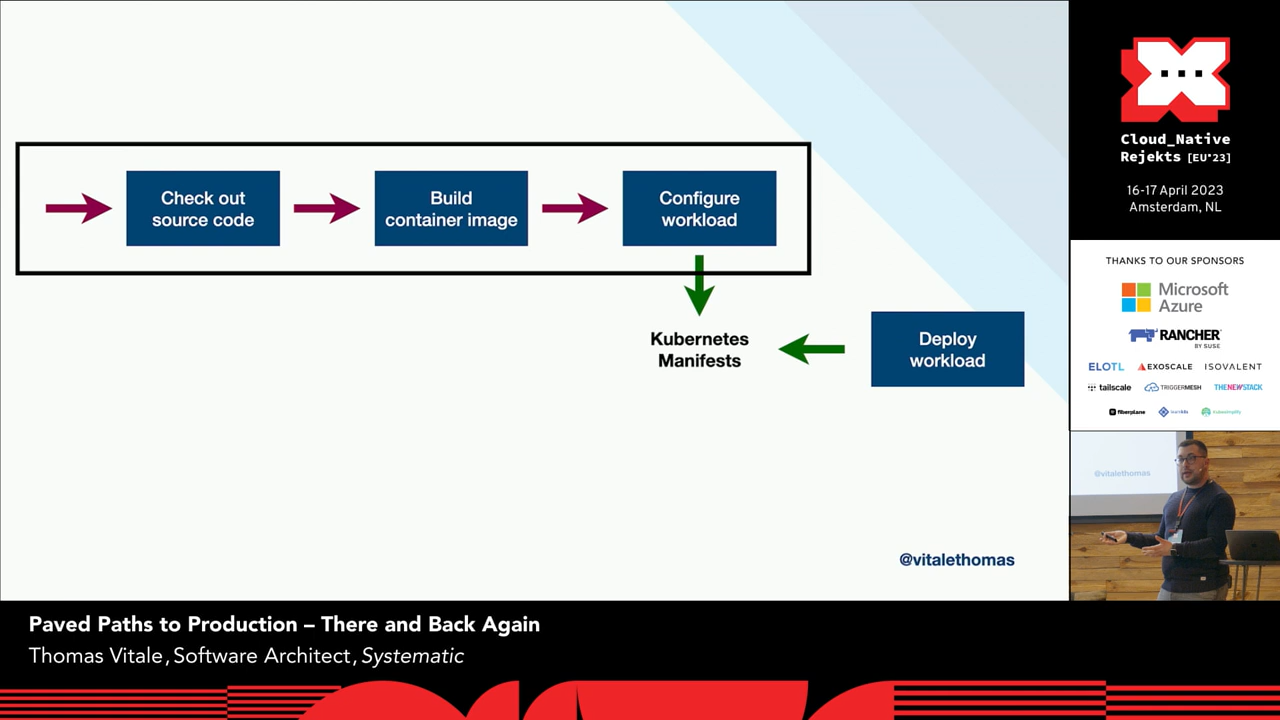 Check out
source code
Build
container image
Configure
workload
Kubernetes
Manifests
Deploy
workload
@vitalethomas
Cloud_Native
Rejekts [EU*23]
16-17 April 2023
Amsterdam, NL
THANKS TO OUR SPONSORS
Microsoft
Azure
RANCHER
BY SUSE
ELOTL
EXOSCALE
ISOVALENT
tailscale
TRIGGERMESH
THENEWSTACK
fiberplane
@vitalethomas
Paved Paths to Production – There and Back Again
Thomas Vitale, Software Architect, Systematic